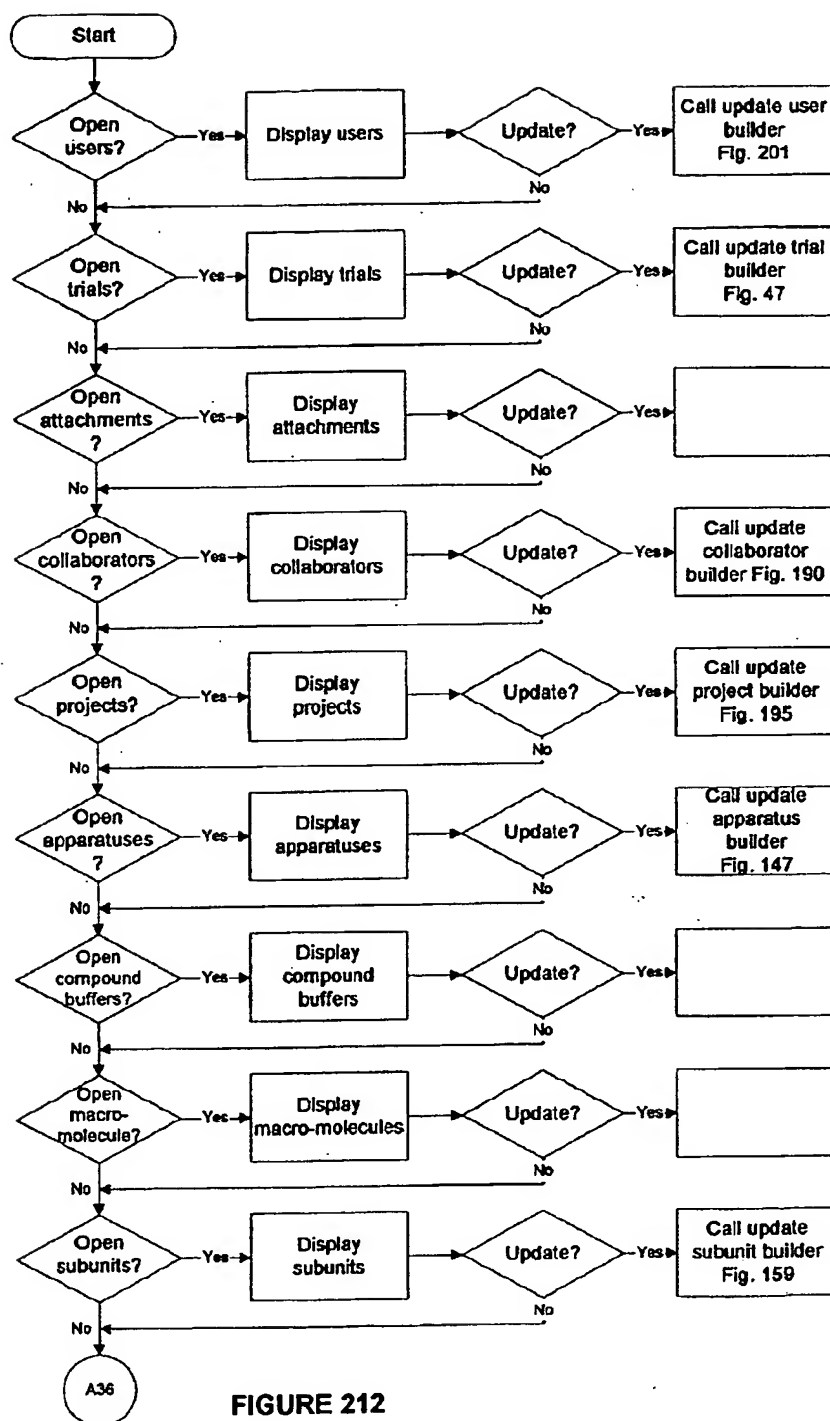 Start
Open
users?
Yes
Display users
Update?
Yes
Call update user
builder
Fig. 201
No
No
Open
trials?
Yes
Display trials
Update?
Yes
Call update trial
builder
Fig. 47
No
No
Open
attachments
?
Yes
Display
attachments
Update?
Yes
No
No
Open
collaborators
?
Yes
Display
collaborators
Update?
Yes
Call update
collaborator
builder Fig. 190
No
No
Open
projects?
Yes
Display
projects
Update?
Yes
Call update
project builder
Fig. 195
No
No
Open
apparatuses
?
Yes
Display
apparatuses
Update?
Yes
Call update
apparatus
builder
Fig. 147
No
No
Open
compound
buffers?
Yes
Display
compound
buffers
Update?
Yes
No
No
Open
macro-
molecule?
Yes
Display
macro-molecules
Update?
Yes
No
No
Open
subunits?
Yes
Display
subunits
Update?
Yes
Call update
subunit builder
Fig. 159
No
No
A36
FIGURE 212